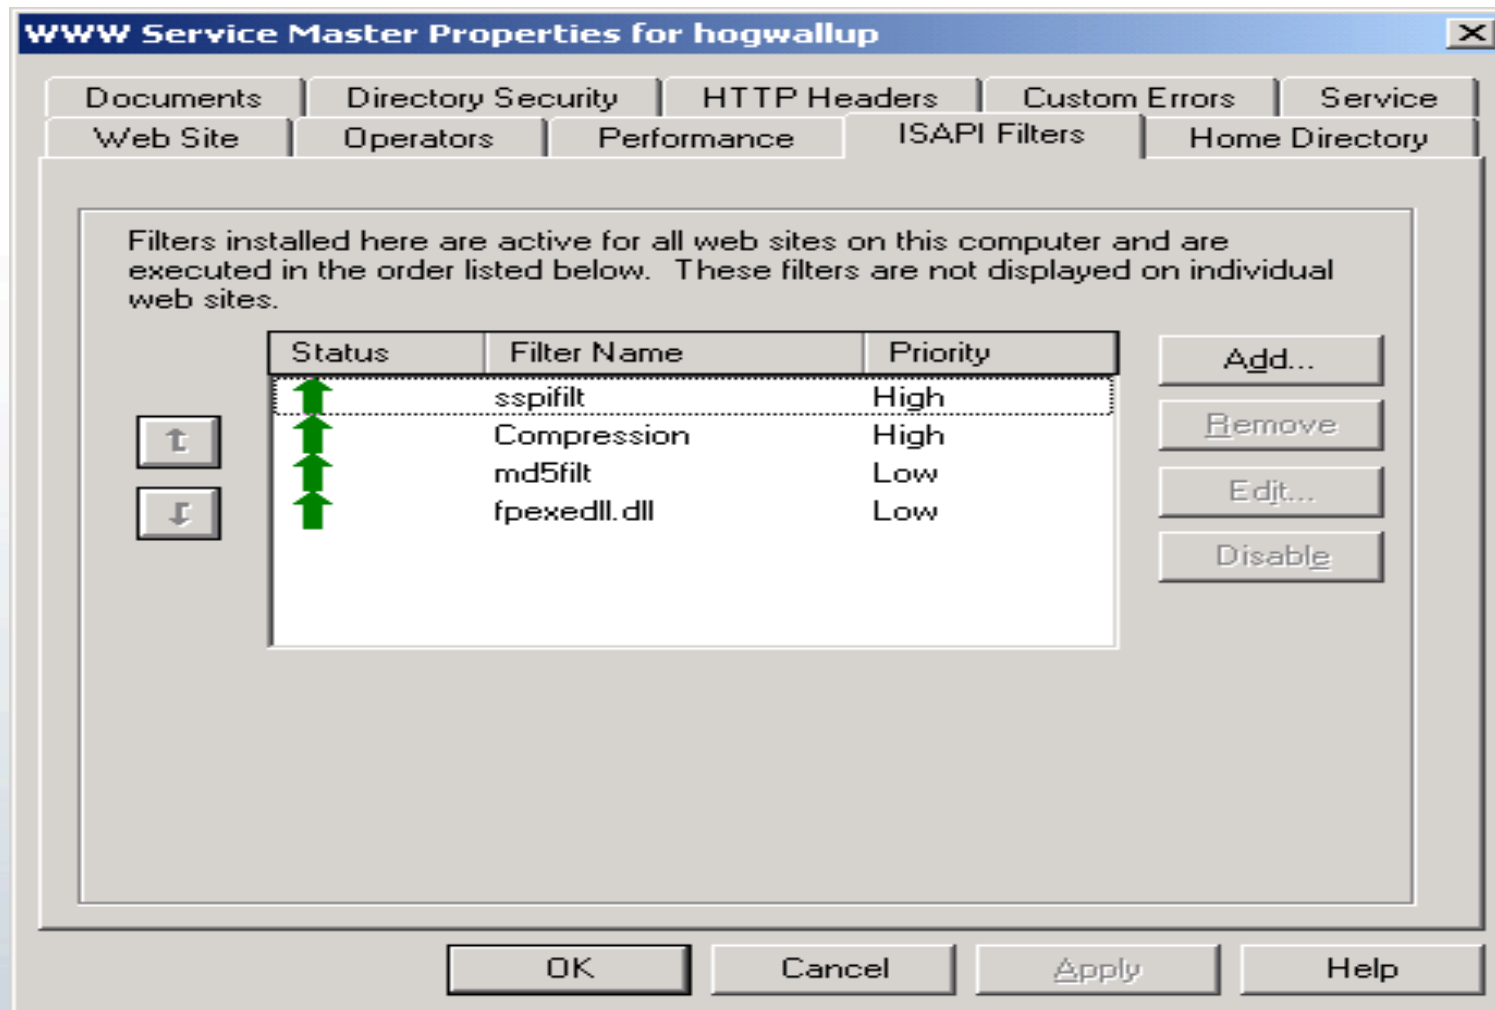 WWW Service Master Properties for hogwallup
Documents
Directory Security
HTTP Headers
Custom Errors
Service
Web Site
Operators
Performance
ISAPI Filters
Home Directory
Filters installed here are active for all web sites on this computer and are
executed in the order listed below.  These filters are not displayed on individual
web sites.
Status Filter Name Priority
sspifilt High
Compression High
md5filt Low
fpexedll.dll Low
Add...
Remove
Edit...
Disable
OK
Cancel
Apply
Help